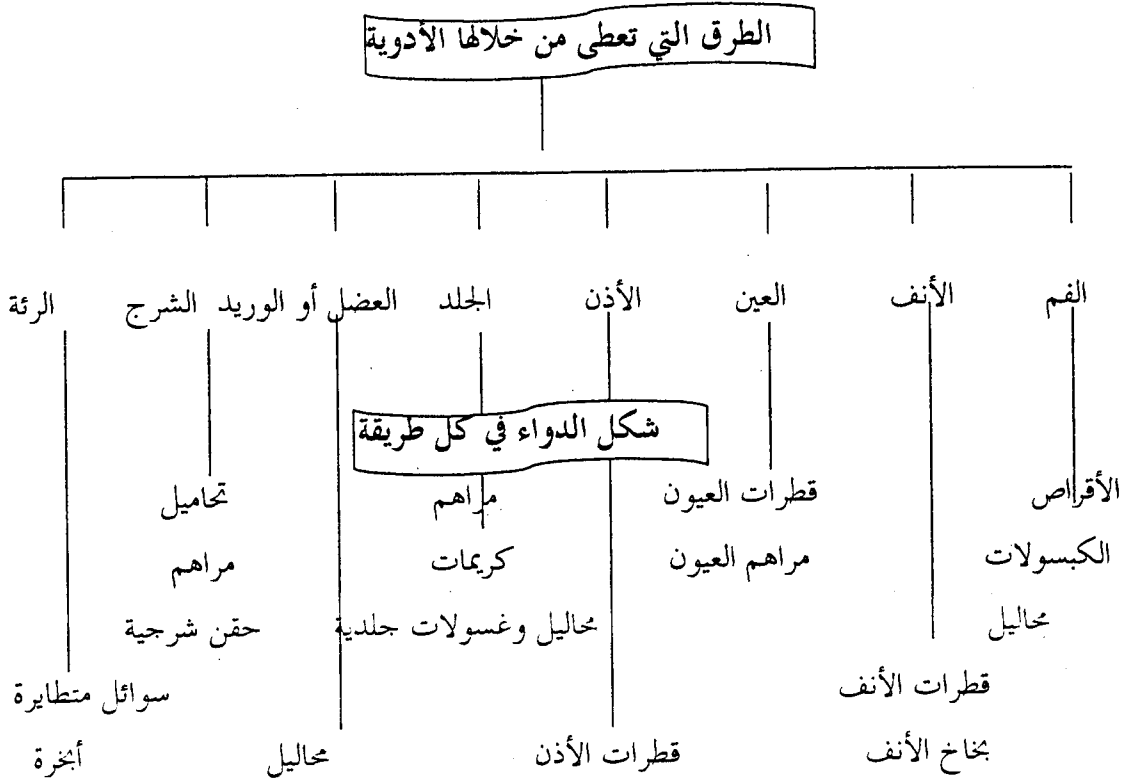 الطرق التي تعطى من خلالها الأدوية
الفم الأنف العين الأذن الجلد العضل أو الوريد الشرج الرئة
شكل الدواء في كل طريقة
الأقراص قطرات العيون مراهم تحاميل
الكبسولات مراهم العيون كريمات مراهم
محاليل محاليل وغسولات جلدية حقن شرجية
قطرات الأنف سوائل متطايرة
بخاخ الأنف قطرات الأذن محاليل أبخرة